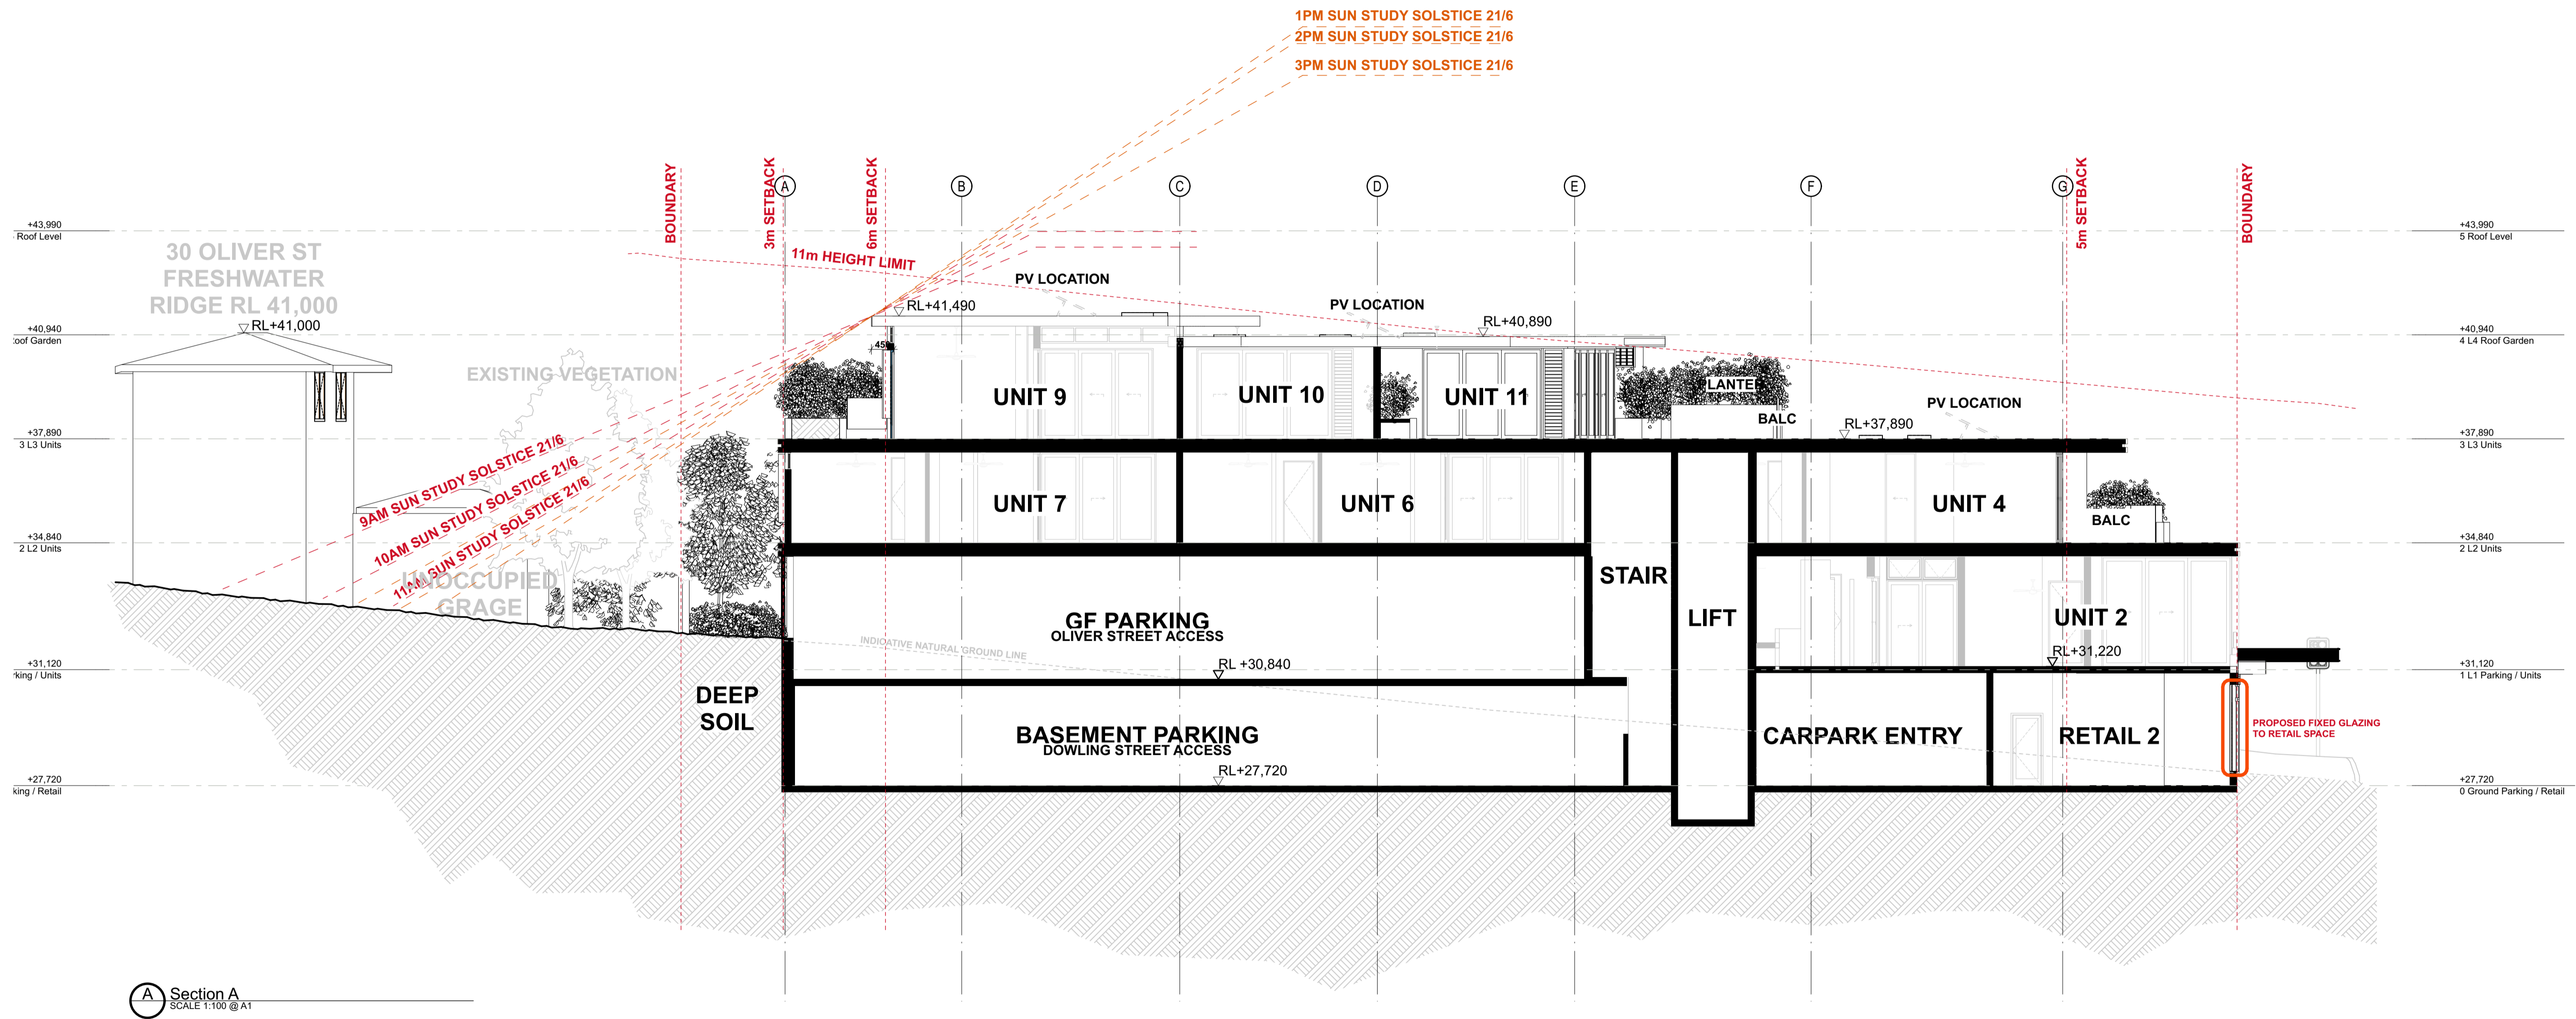 1PM SUN STUDY SOLSTICE 21/6
2PM SUN STUDY SOLSTICE 21/6
3PM SUN STUDY SOLSTICE 21/6
BOUNDARY
3m SETBACK
6m SETBACK
5m SETBACK
BOUNDARY
A
B
C
D
E
F
G
+43,990
Roof Level
+43,990
5 Roof Level
30 OLIVER ST
FRESHWATER
RIDGE RL 41,000
RL+41,000
11m HEIGHT LIMIT
PV LOCATION
PV LOCATION
PV LOCATION
RL+41,490
RL+40,890
+40,940
oof Garden
+40,940
4 L4 Roof Garden
EXISTING VEGETATION
UNIT 9
UNIT 10
UNIT 11
PLANTER
BALC
RL+37,890
+37,890
3 L3 Units
+37,890
3 L3 Units
9AM SUN STUDY SOLSTICE 21/6
10AM SUN STUDY SOLSTICE 21/6
11AM SUN STUDY SOLSTICE 21/6
UNIT 7
UNIT 6
UNIT 4
BALC
+34,840
2 L2 Units
+34,840
2 L2 Units
UNOCCUPIED
GRAGE
STAIR
LIFT
GF PARKING
OLIVER STREET ACCESS
UNIT 2
INDICATIVE NATURAL GROUND LINE
RL +30,840
RL+31,220
+31,120
rking / Units
+31,120
1 L1 Parking / Units
DEEP
SOIL
BASEMENT PARKING
DOWLING STREET ACCESS
CARPARK ENTRY
RETAIL 2
PROPOSED FIXED GLAZING
TO RETAIL SPACE
RL+27,720
+27,720
king / Retail
+27,720
0 Ground Parking / Retail
A
Section A
SCALE 1:100 @ A1